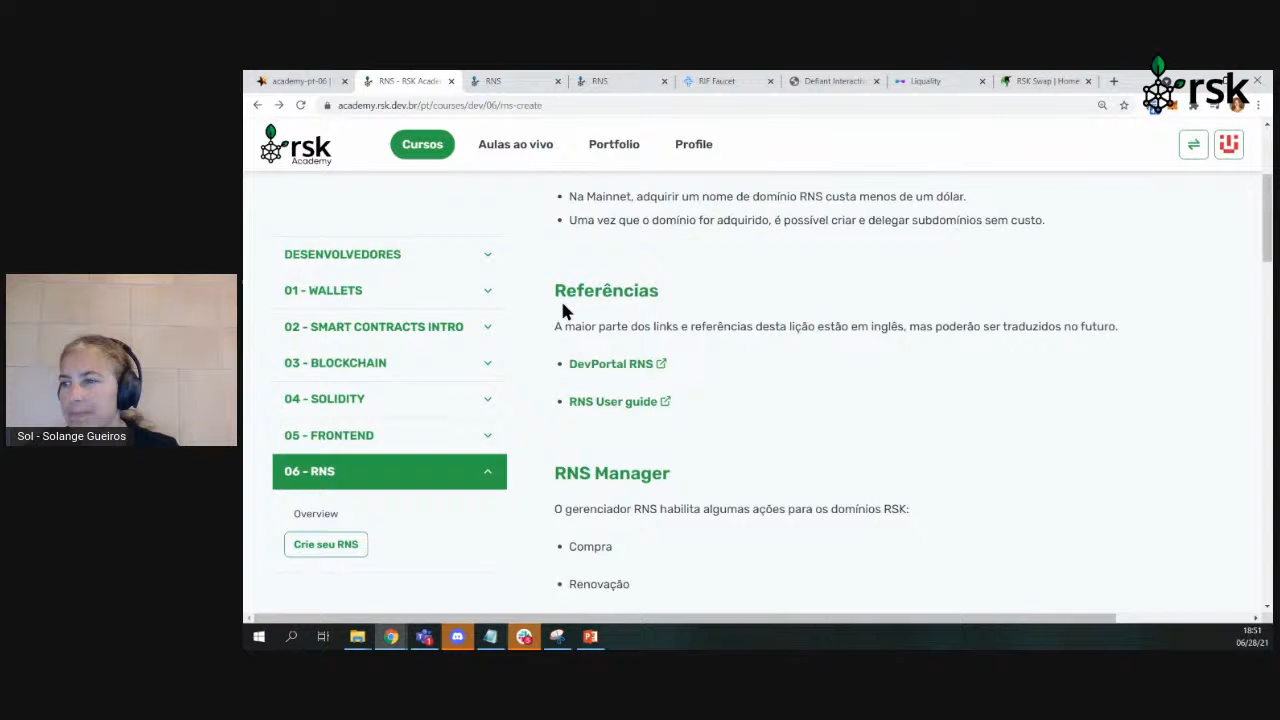 academy-pt-06 |
RNS - RSK Acade
RNS
RNS
RIF Faucet
Defiant Interacti
Liquality
RSK Swap | Home
rsk
academy.rsk.dev.br/pt/courses/dev/06/rns-create
rsk
Academy
Cursos
Aulas ao vivo
Portfolio
Profile
• Na Mainnet, adquirir um nome de domínio RNS custa menos de um dólar.
• Uma vez que o domínio for adquirido, é possível criar e delegar subdomínios sem custo.
DESENVOLVEDORES
01 - WALLETS
02 - SMART CONTRACTS INTRO
03 - BLOCKCHAIN
04 - SOLIDITY
05 - FRONTEND
06 - RNS
Overview
Crie seu RNS
Referências
A maior parte dos links e referências desta lição estão em inglês, mas poderão ser traduzidos no futuro.
• DevPortal RNS
• RNS User guide
RNS Manager
O gerenciador RNS habilita algumas ações para os domínios RSK:
• Compra
• Renovação
Sol - Solange Gueiros
18:51
06/28/21